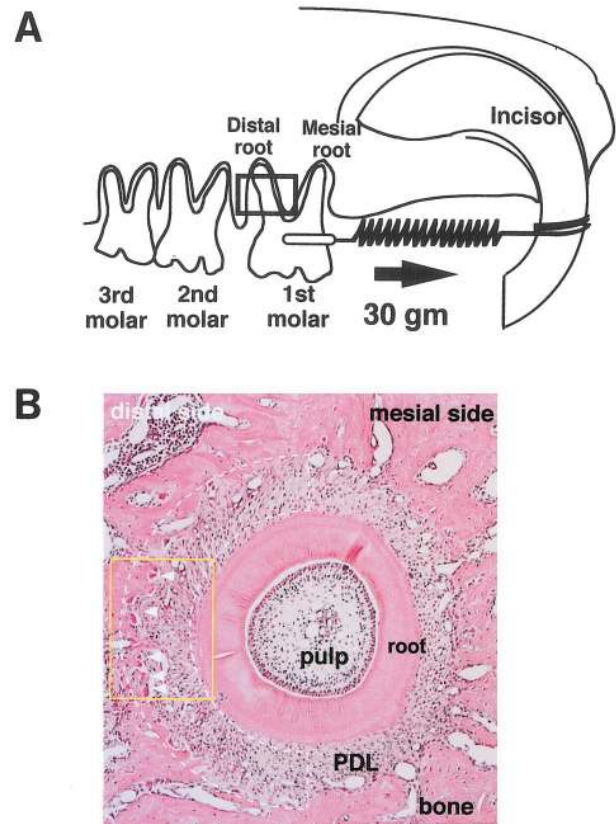 A
Incisor
Distal
root
Mesial
root
3rd
molar
2nd
molar
1st
molar
30 gm
B
distal side
mesial side
pulp
root
PDL
bone